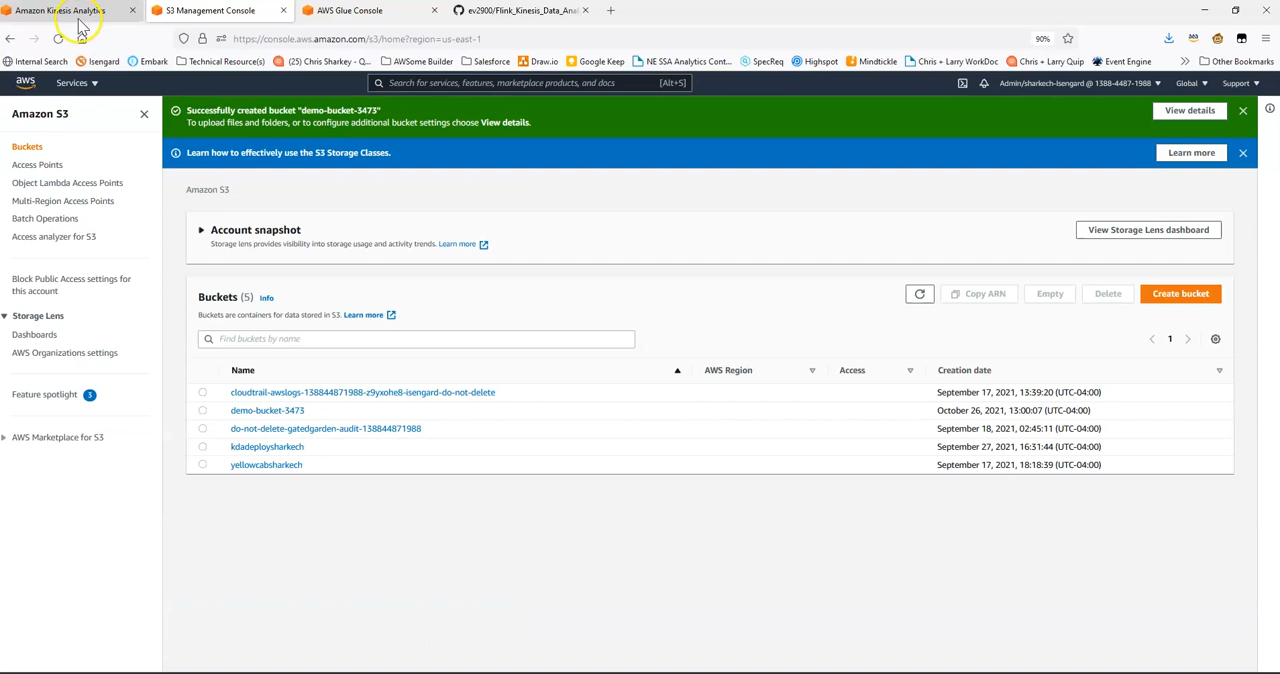 Amazon Kinesis Analytics
S3 Management Console
AWS Glue Console
ev2900/Flink_Kinesis_Data_Anal
https://console.aws.amazon.com/s3/home?region=us-east-1
90%
Internal Search
Isengard
Embark
Technical Resource(s)
(25) Chris Sharkey - Q...
AWSome Builder
Salesforce
Draw.io
Google Keep
NE SSA Analytics Cont...
SpecReq
Highspot
Mindtickle
Chris + Larry WorkDoc
Chris + Larry Quip
Event Engine
Other Bookmarks
aws
Services
Search for services, features, marketplace products, and docs
[Alt+S]
Admin/sharkech-Isengard @ 1388-4487-1988
Global
Support
Amazon S3
Buckets
Access Points
Object Lambda Access Points
Multi-Region Access Points
Batch Operations
Access analyzer for S3
Block Public Access settings for
this account
Storage Lens
Dashboards
AWS Organizations settings
Feature spotlight 3
AWS Marketplace for S3
Successfully created bucket "demo-bucket-3473"
To upload files and folders, or to configure additional bucket settings choose View details.
View details
Learn how to effectively use the S3 Storage Classes.
Learn more
Amazon S3
Account snapshot
Storage lens provides visibility into storage usage and activity trends. Learn more
View Storage Lens dashboard
Buckets (5) Info
Buckets are containers for data stored in S3. Learn more
Copy ARN
Empty
Delete
Create bucket
Find buckets by name
1
Name
AWS Region
Access
Creation date
cloudtrail-awslogs-138844871988-z9yxohe8-isengard-do-not-delete
September 17, 2021, 13:39:20 (UTC-04:00)
demo-bucket-3473
October 26, 2021, 13:00:07 (UTC-04:00)
do-not-delete-gatedgarden-audit-138844871988
September 18, 2021, 02:45:11 (UTC-04:00)
kdadeploysharkech
September 27, 2021, 16:31:44 (UTC-04:00)
yellowcabsharkech
September 17, 2021, 18:18:39 (UTC-04:00)